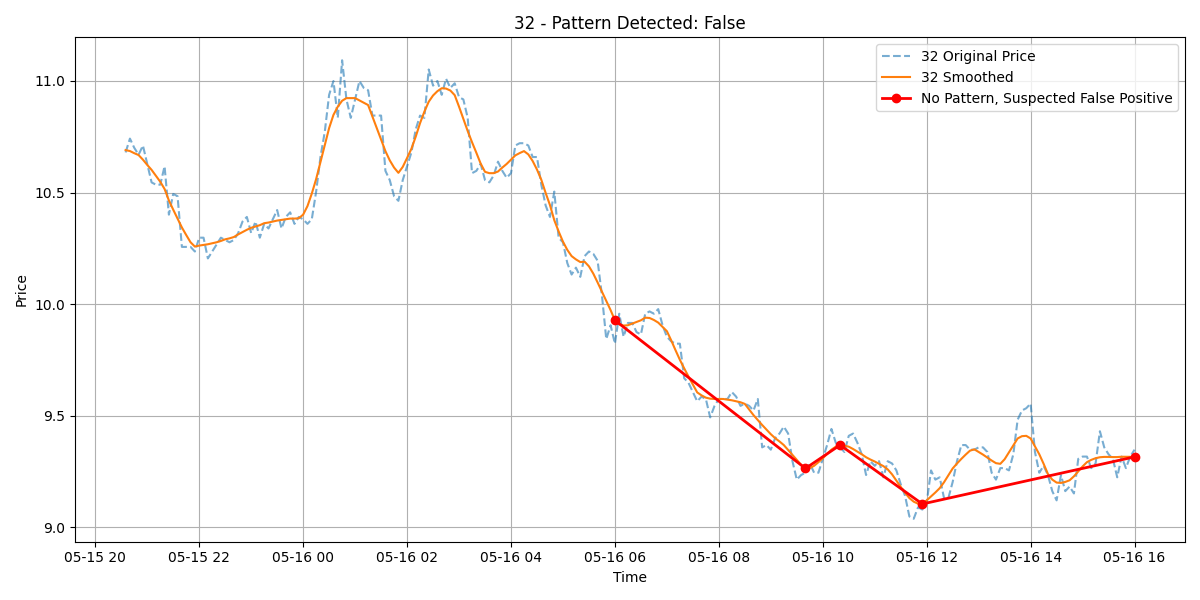 32 - Pattern Detected: False
32 Original Price
32 Smoothed
No Pattern, Suspected False Positive
Price
11.0
10.5
10.0
9.5
9.0
05-15 20 05-15 22 05-16 00 05-16 02 05-16 04 05-16 06 05-16 08 05-16 10 05-16 12 05-16 14 05-16 16
Time